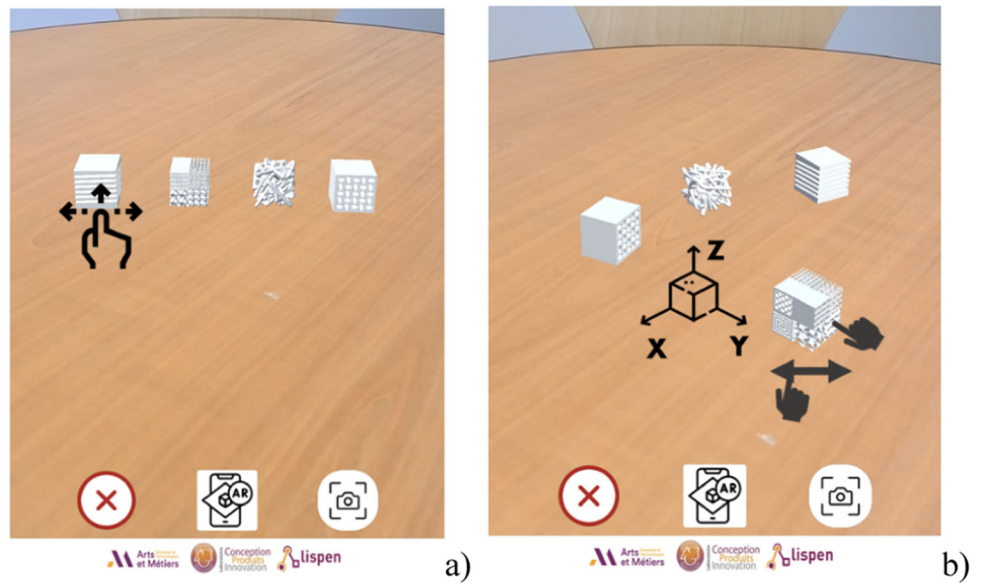 AR
Arts
et Métiers
Conception
Produits
Innovation
lispen
a)
Z
X
Y
AR
Arts
et Métiers
Conception
Produits
Innovation
lispen
b)